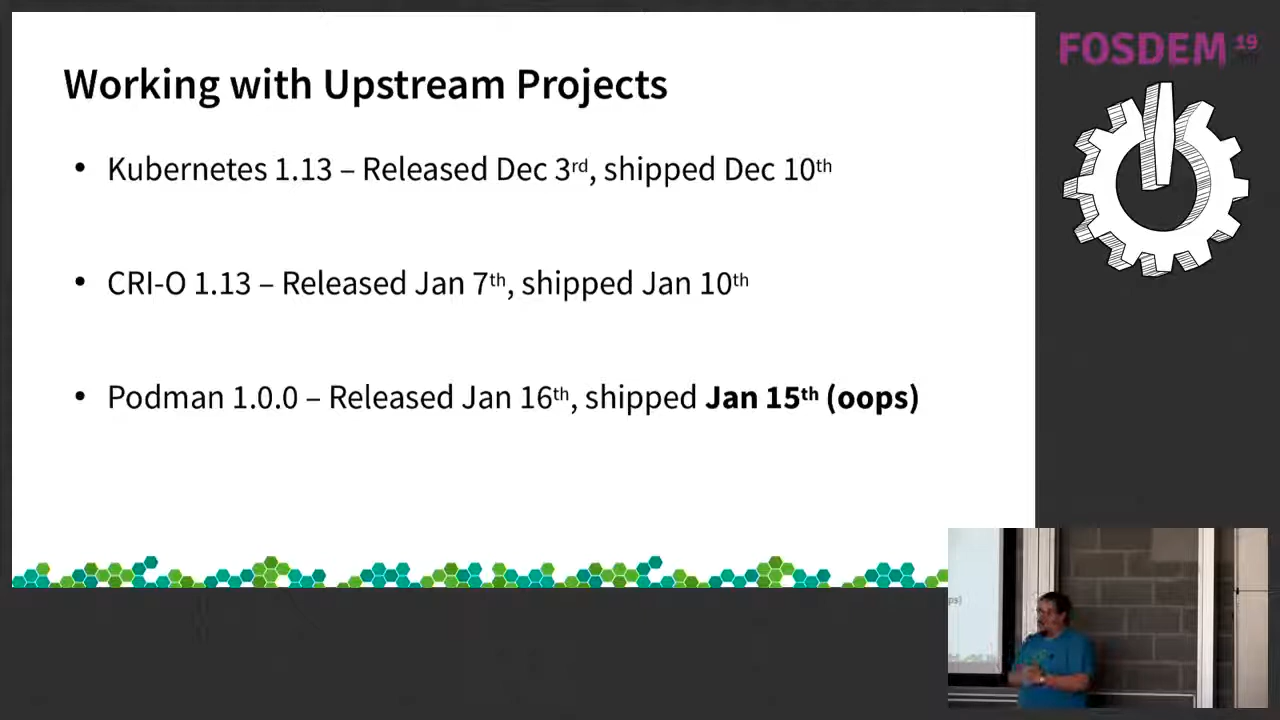 Working with Upstream Projects
• Kubernetes 1.13 – Released Dec 3rd, shipped Dec 10th
• CRI-O 1.13 – Released Jan 7th, shipped Jan 10th
• Podman 1.0.0 – Released Jan 16th, shipped Jan 15th (oops)
FOSDEM 19
ps)